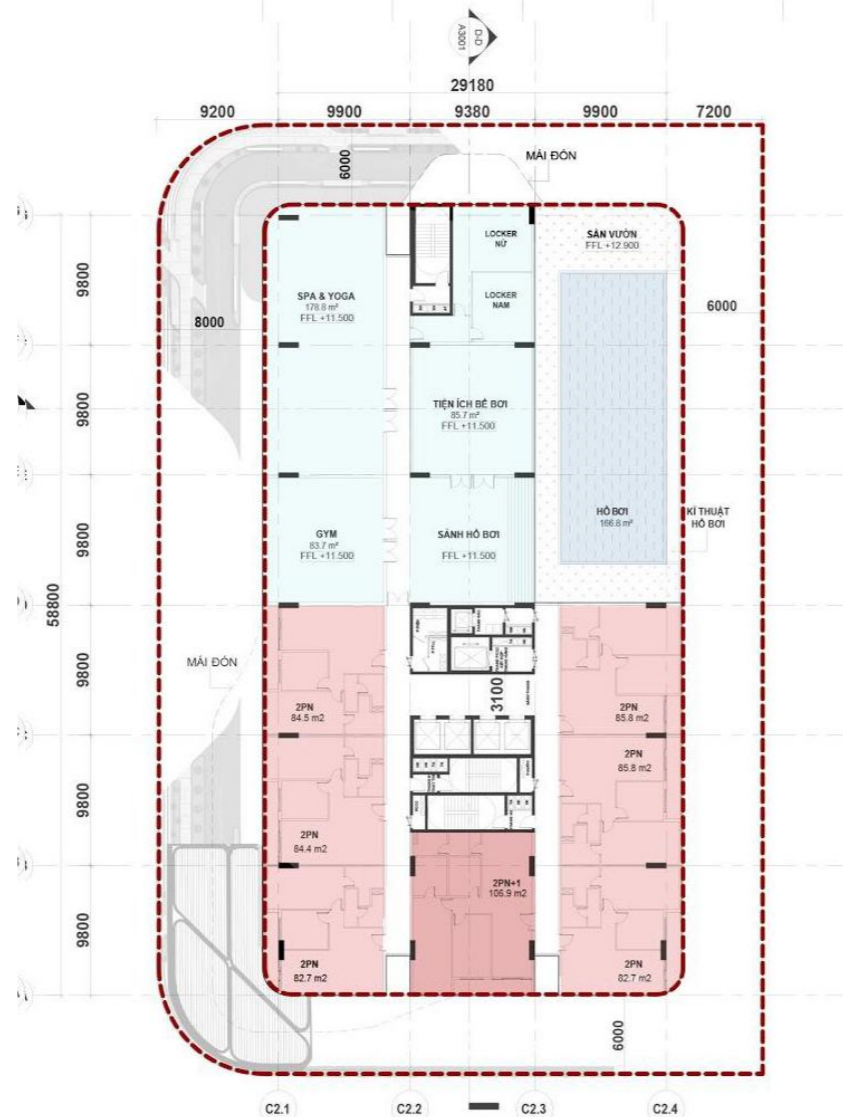 D-D
A3001
29180
9200
9900
9380
9900
7200
6000
MÁI ĐÓN
LOCKER
NỮ
SÂN VƯỜN
FFL +12.900
9800
SPA & YOGA
178.8 m²
FFL +11.500
LOCKER
NAM
8000
6000
9800
TIỆN ÍCH BỂ BƠI
85.7 m²
FFL +11.500
9800
GYM
83.7 m²
FFL +11.500
SẢNH HỒ BƠI
FFL +11.500
HỒ BƠI
166.8 m²
KĨ THUẬT
HỒ BƠI
58800
9800
MÁI ĐÓN
2PN
84.5 m2
3100
2PN
85.8 m2
2PN
85.8 m2
9800
2PN
84.4 m2
9800
2PN+1
106.9 m2
2PN
82.7 m2
2PN
82.7 m2
6000
C2.1
C2.2
C2.3
C2.4